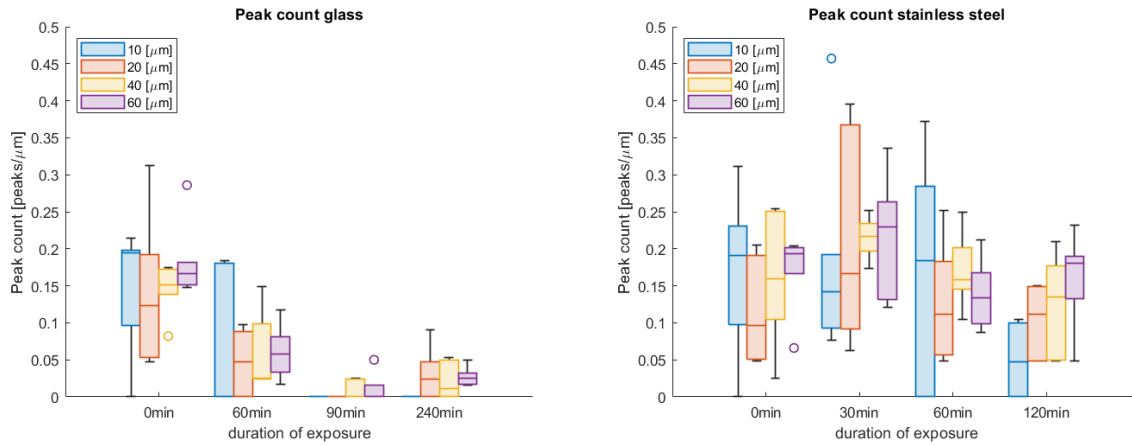 Peak count glass
0.5
0.45
0.4
0.35
0.3
0.25
0.2
0.15
0.1
0.05
0
Peak count [peaks/μm]
10 [μm]
20 [μm]
40 [μm]
60 [μm]
0min 60min 90min 240min
duration of exposure
Peak count stainless steel
0.5
0.45
0.4
0.35
0.3
0.25
0.2
0.15
0.1
0.05
0
Peak count [peaks/μm]
10 [μm]
20 [μm]
40 [μm]
60 [μm]
0min 30min 60min 120min
duration of exposure